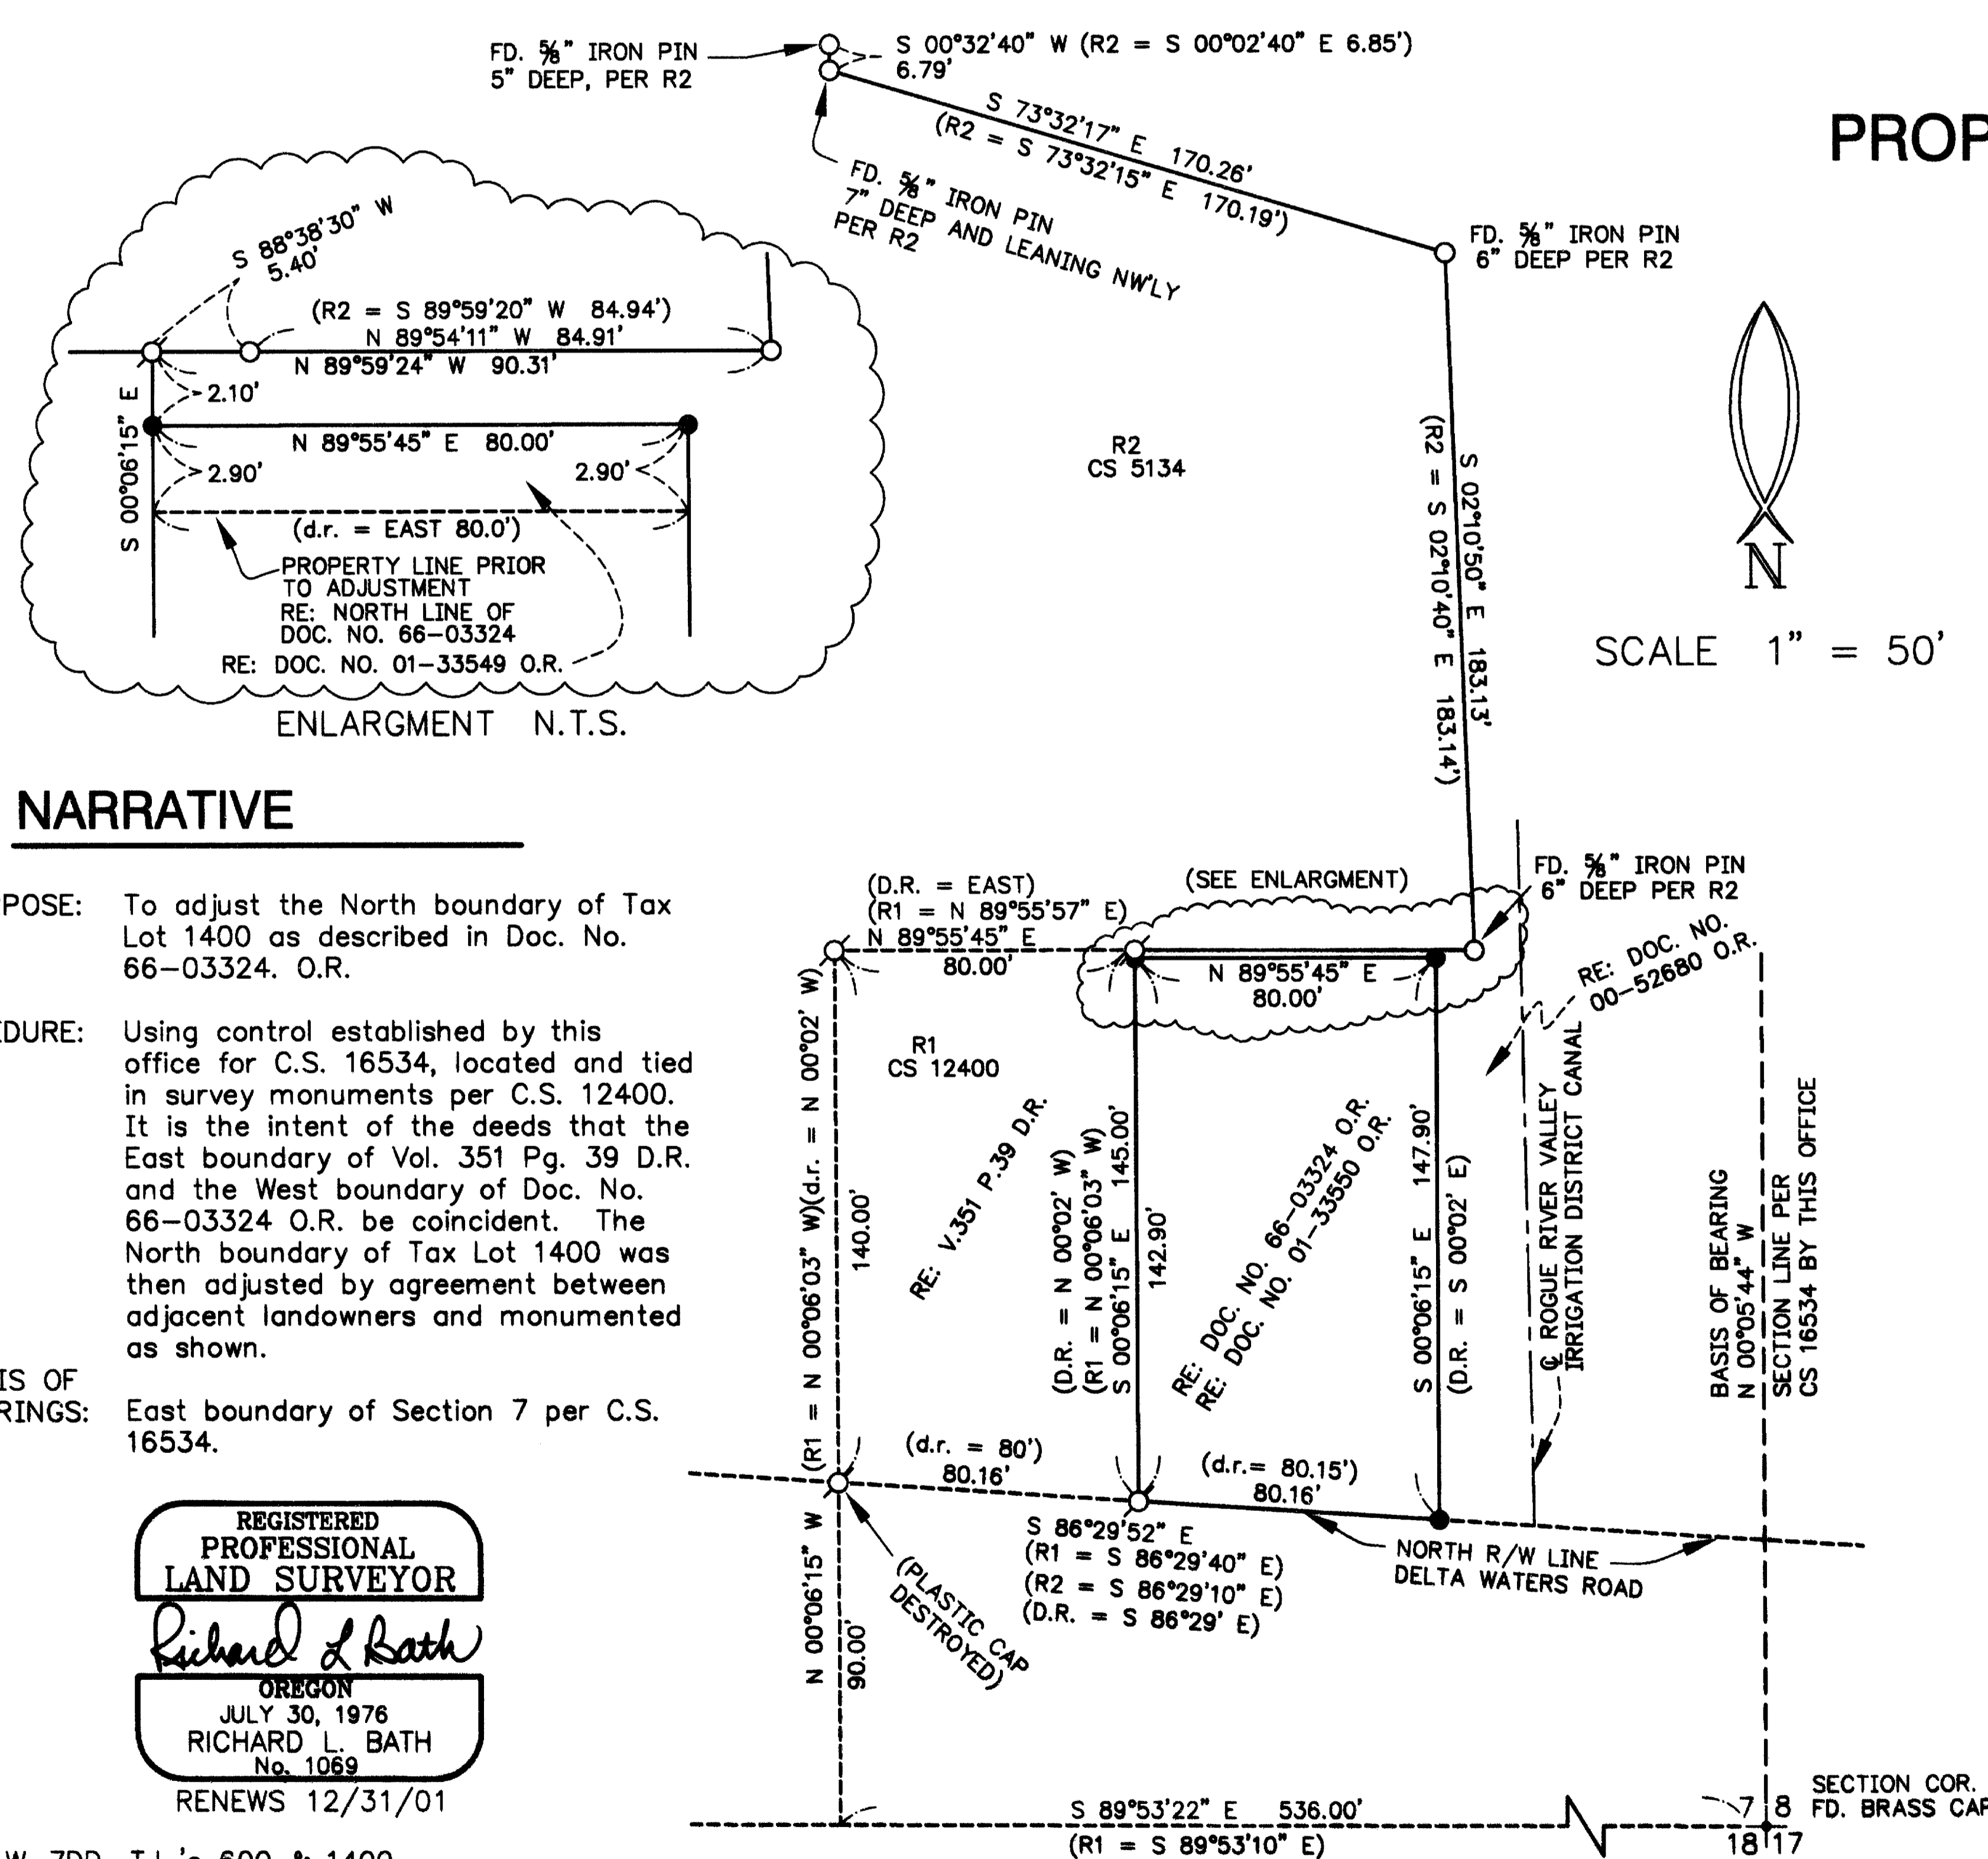 FD. ⅝" IRON PIN
5" DEEP, PER R2
S 00°32'40" W (R2 = S 00°02'40" E 6.85')
6.79'
S 73°32'17" E 170.26'
(R2 = S 73°32'15" E 170.19')
PROP
FD. ⅝" IRON PIN
7" DEEP AND LEANING NW'LY
PER R2
FD. ⅝" IRON PIN
6" DEEP PER R2
S 88°38'30" W
5.40'
(R2 = S 89°59'20" W 84.94')
N 89°54'11" W 84.91'
N 89°59'24" W 90.31'
2.10'
S 00°06'15" E
N 89°55'45" E 80.00'
2.90'
2.90'
(d.r. = EAST 80.0')
PROPERTY LINE PRIOR
TO ADJUSTMENT
RE: NORTH LINE OF
DOC. NO. 66-03324
RE: DOC. NO. 01-33549 O.R.
ENLARGMENT N.T.S.
R2
CS 5134
S 02°10'50" E 183.13'
(R2 = S 02°10'40" E 183.14')
N
SCALE 1" = 50'
NARRATIVE
POSE: To adjust the North boundary of Tax
Lot 1400 as described in Doc. No.
66-03324. O.R.
EDURE: Using control established by this
office for C.S. 16534, located and tied
in survey monuments per C.S. 12400.
It is the intent of the deeds that the
East boundary of Vol. 351 Pg. 39 D.R.
and the West boundary of Doc. No.
66-03324 O.R. be coincident. The
North boundary of Tax Lot 1400 was
then adjusted by agreement between
adjacent landowners and monumented
as shown.
IS OF
RINGS: East boundary of Section 7 per C.S.
16534.
(D.R. = EAST)
(R1 = N 89°55'57" E)
N 89°55'45" E
80.00'
(SEE ENLARGMENT)
FD. ⅝" IRON PIN
6" DEEP PER R2
N 89°55'45" E
80.00'
RE: DOC. NO.
00-52680 O.R.
R1
CS 12400
(R1 = N 00°06'03" W)(d.r. = N 00°02' W)
140.00'
RE: V.351 P.39 D.R.
(D.R. = N 00°02' W)
(R1 = N 00°06'03" W)
S 00°06'15" E 145.00'
142.90'
RE: DOC. NO. 66-03324 O.R.
RE: DOC. NO. 01-33550 O.R.
S 00°06'15" E 147.90'
(D.R. = S 00°02' E)
℄ ROGUE RIVER VALLEY
IRRIGATION DISTRICT CANAL
BASIS OF BEARING
N 00°05'44" W
SECTION LINE PER
CS 16534 BY THIS OFFICE
(d.r. = 80')
80.16'
(d.r.= 80.15')
80.16'
S 86°29'52" E
(R1 = S 86°29'40" E)
(R2 = S 86°29'10" E)
(D.R. = S 86°29' E)
NORTH R/W LINE
DELTA WATERS ROAD
(PLASTIC CAP
DESTROYED)
N 00°06'15" W
90.00'
REGISTERED
PROFESSIONAL
LAND SURVEYOR
Richard L Bath
OREGON
JULY 30, 1976
RICHARD L. BATH
No. 1069
RENEWS 12/31/01
S 89°53'22" E 536.00'
(R1 = S 89°53'10" E)
7 8
18 17
SECTION COR.
FD. BRASS CAP
W 7DD, T.L.'s 600 & 1400